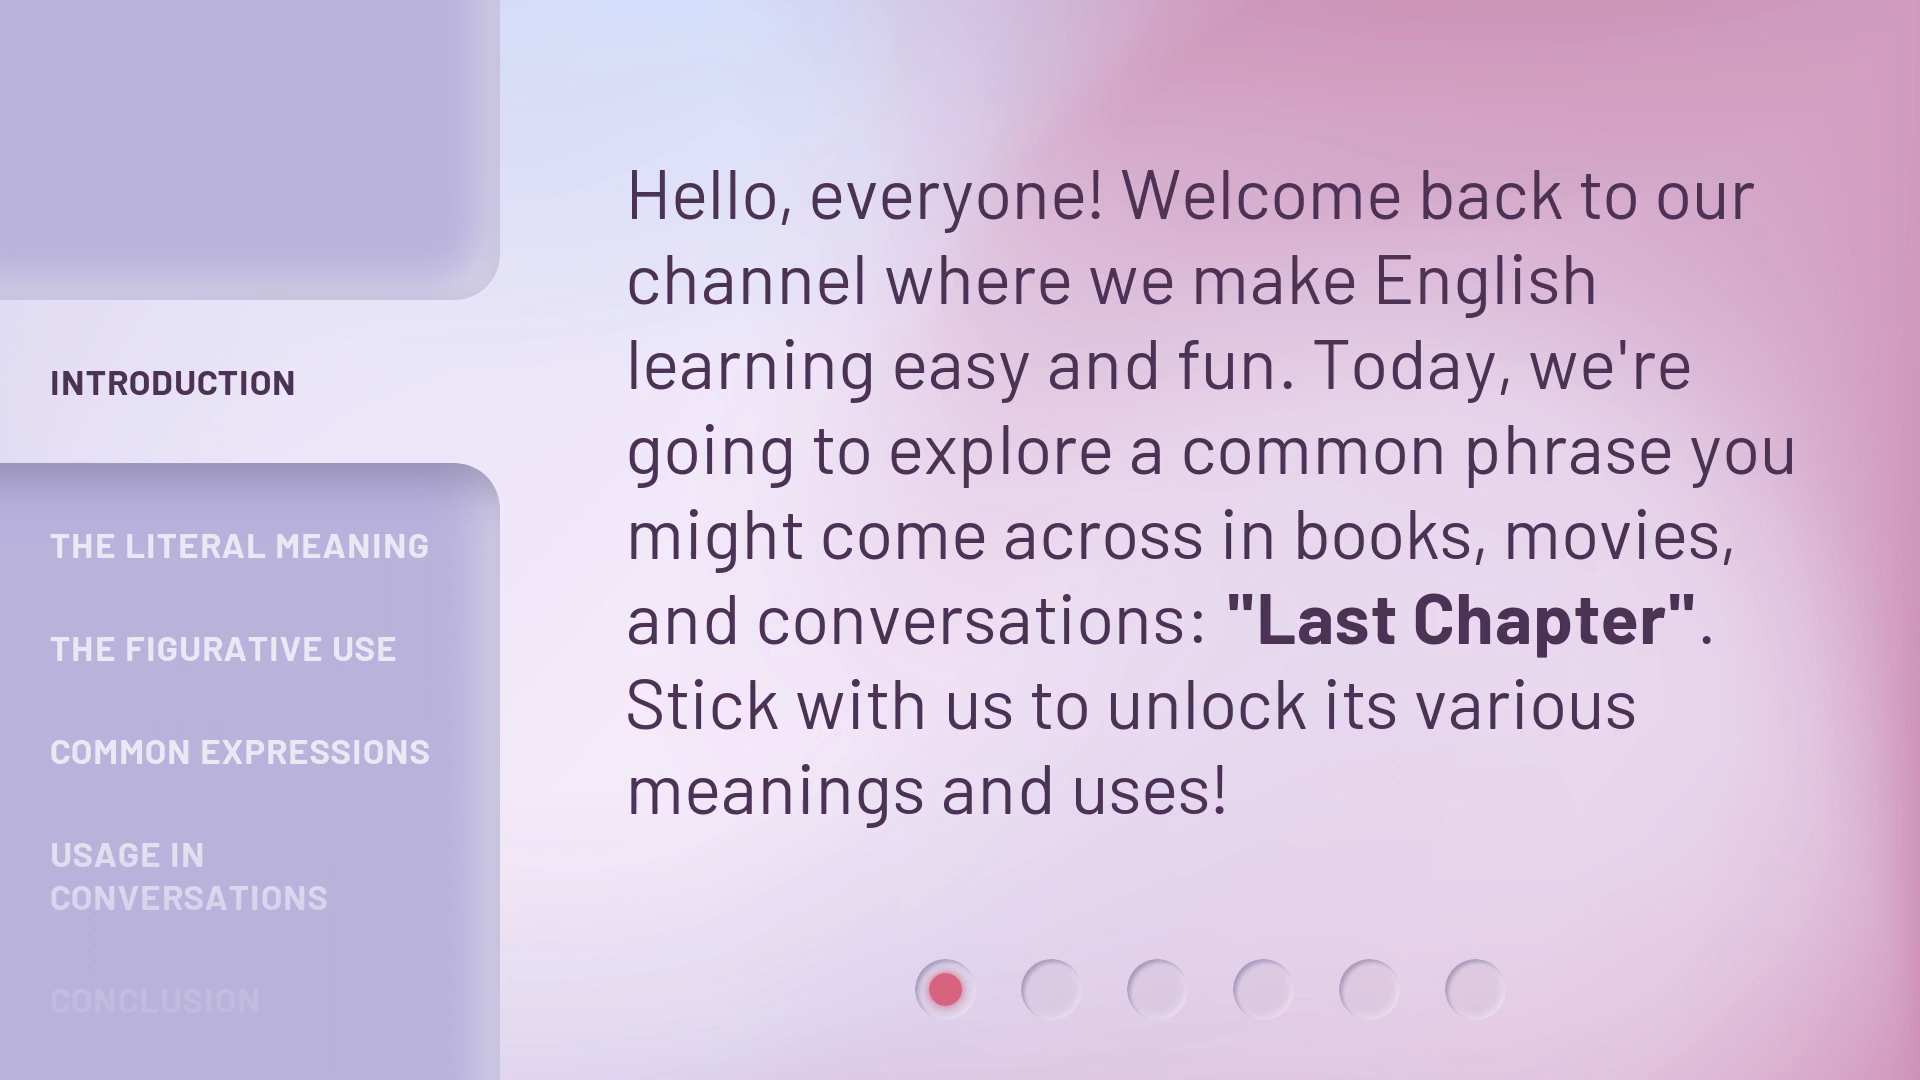 INTRODUCTION
THE LITERAL MEANING
THE FIGURATIVE USE
COMMON EXPRESSIONS
USAGE IN
CONVERSATIONS
CONCLUSION
Hello, everyone! Welcome back to our
channel where we make English
learning easy and fun. Today, we're
going to explore a common phrase you
might come across in books, movies,
and conversations: "Last Chapter".
Stick with us to unlock its various
meanings and uses!